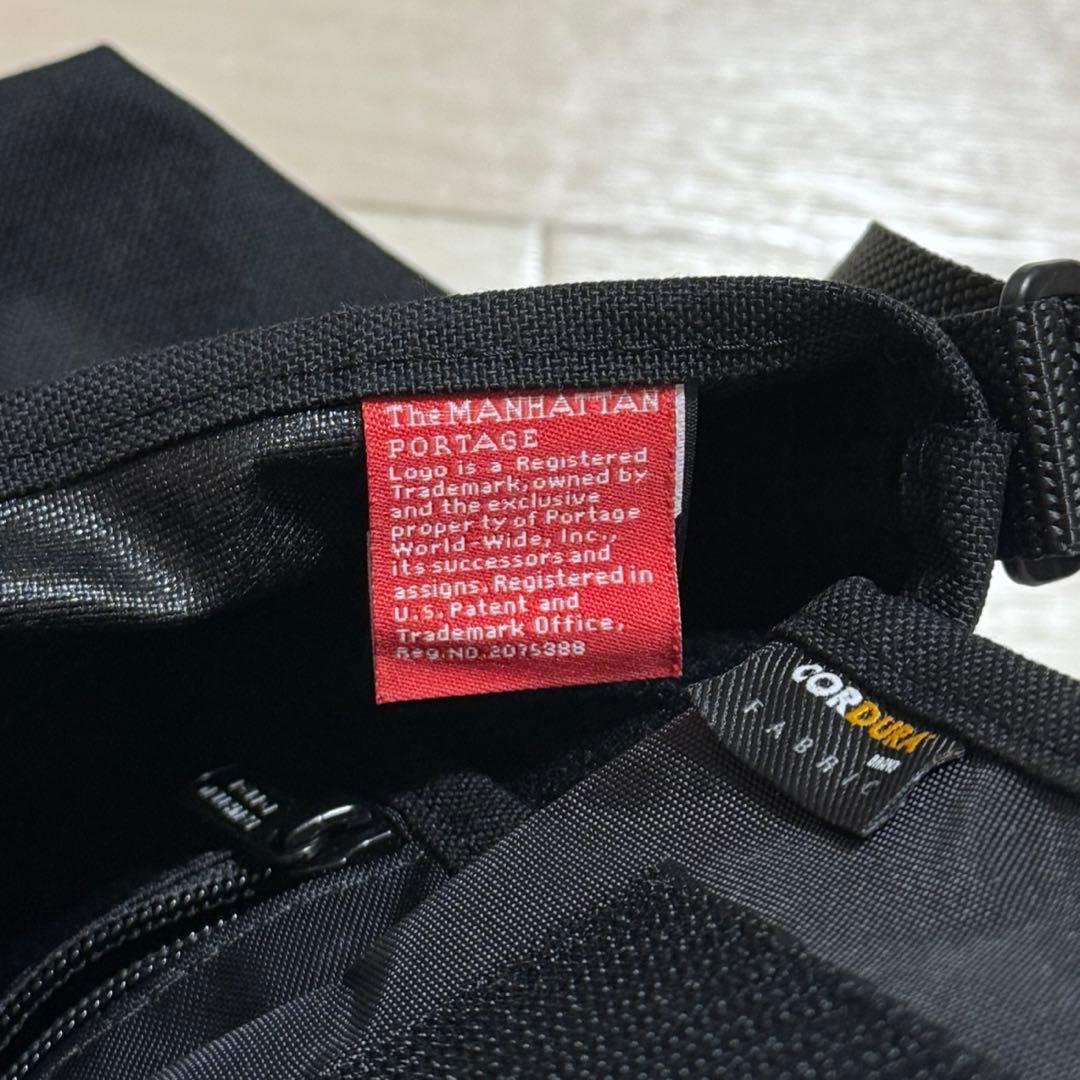 The MANHATTAN
PORTAGE
Logo is a Registered
Trademark, owned by
and the exclusive
property of Portage
World-Wide, Inc.,
its successors and
assigns. Registered in
U.S. Patent and
Trademark Office,
Reg.NO.2075388
CORDURA
FABRIC